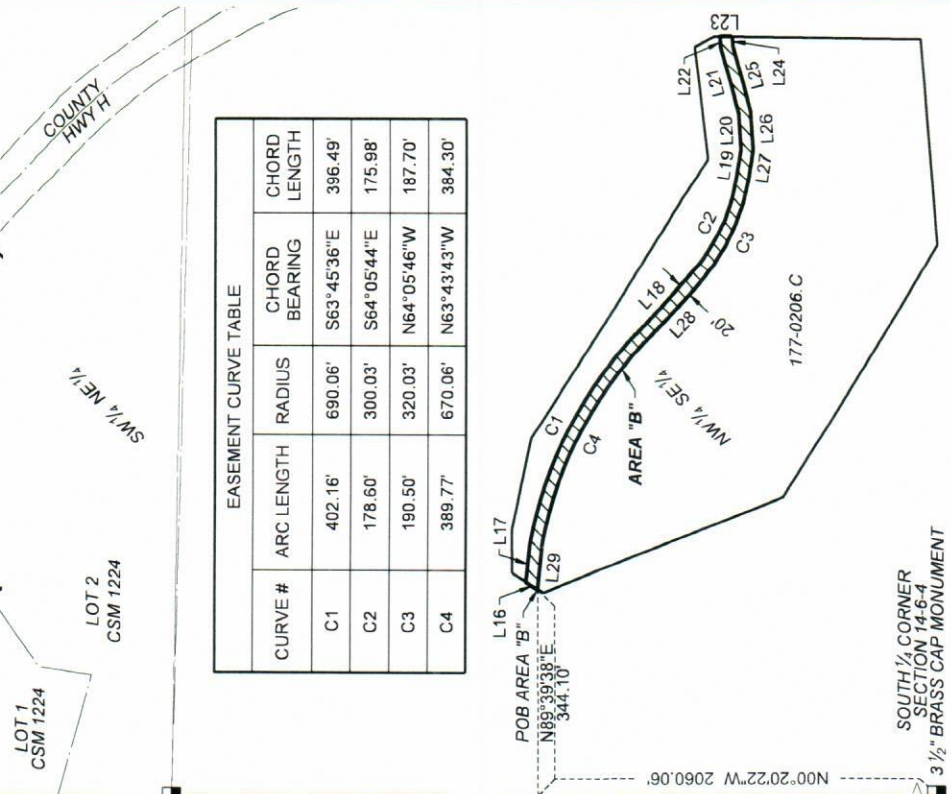 COUNTY
HWY H
SW¼ NE¼
LOT 1
CSM 1224
LOT 2
CSM 1224
EASEMENT CURVE TABLE
CURVE # ARC LENGTH RADIUS CHORD BEARING CHORD LENGTH
C1 402.16' 690.06' S63°45'36"E 396.49'
C2 178.60' 300.03' S64°05'44"E 175.98'
C3 190.50' 320.03' N64°05'46"W 187.70'
C4 389.77' 670.06' N63°43'43"W 384.30'
L16
L17
C1
L18
C2
L19
L20
L21
L22
L23
L24
L25
L26
L27
C3
L28
20'
C4
L29
AREA "B"
NW¼ SE¼
177-0206.C
POB AREA "B"
N89°39'38"E
344.10'
N00°20'22"W 2060.06'
SOUTH ¼ CORNER
SECTION 14-6-4
3 ½" BRASS CAP MONUMENT